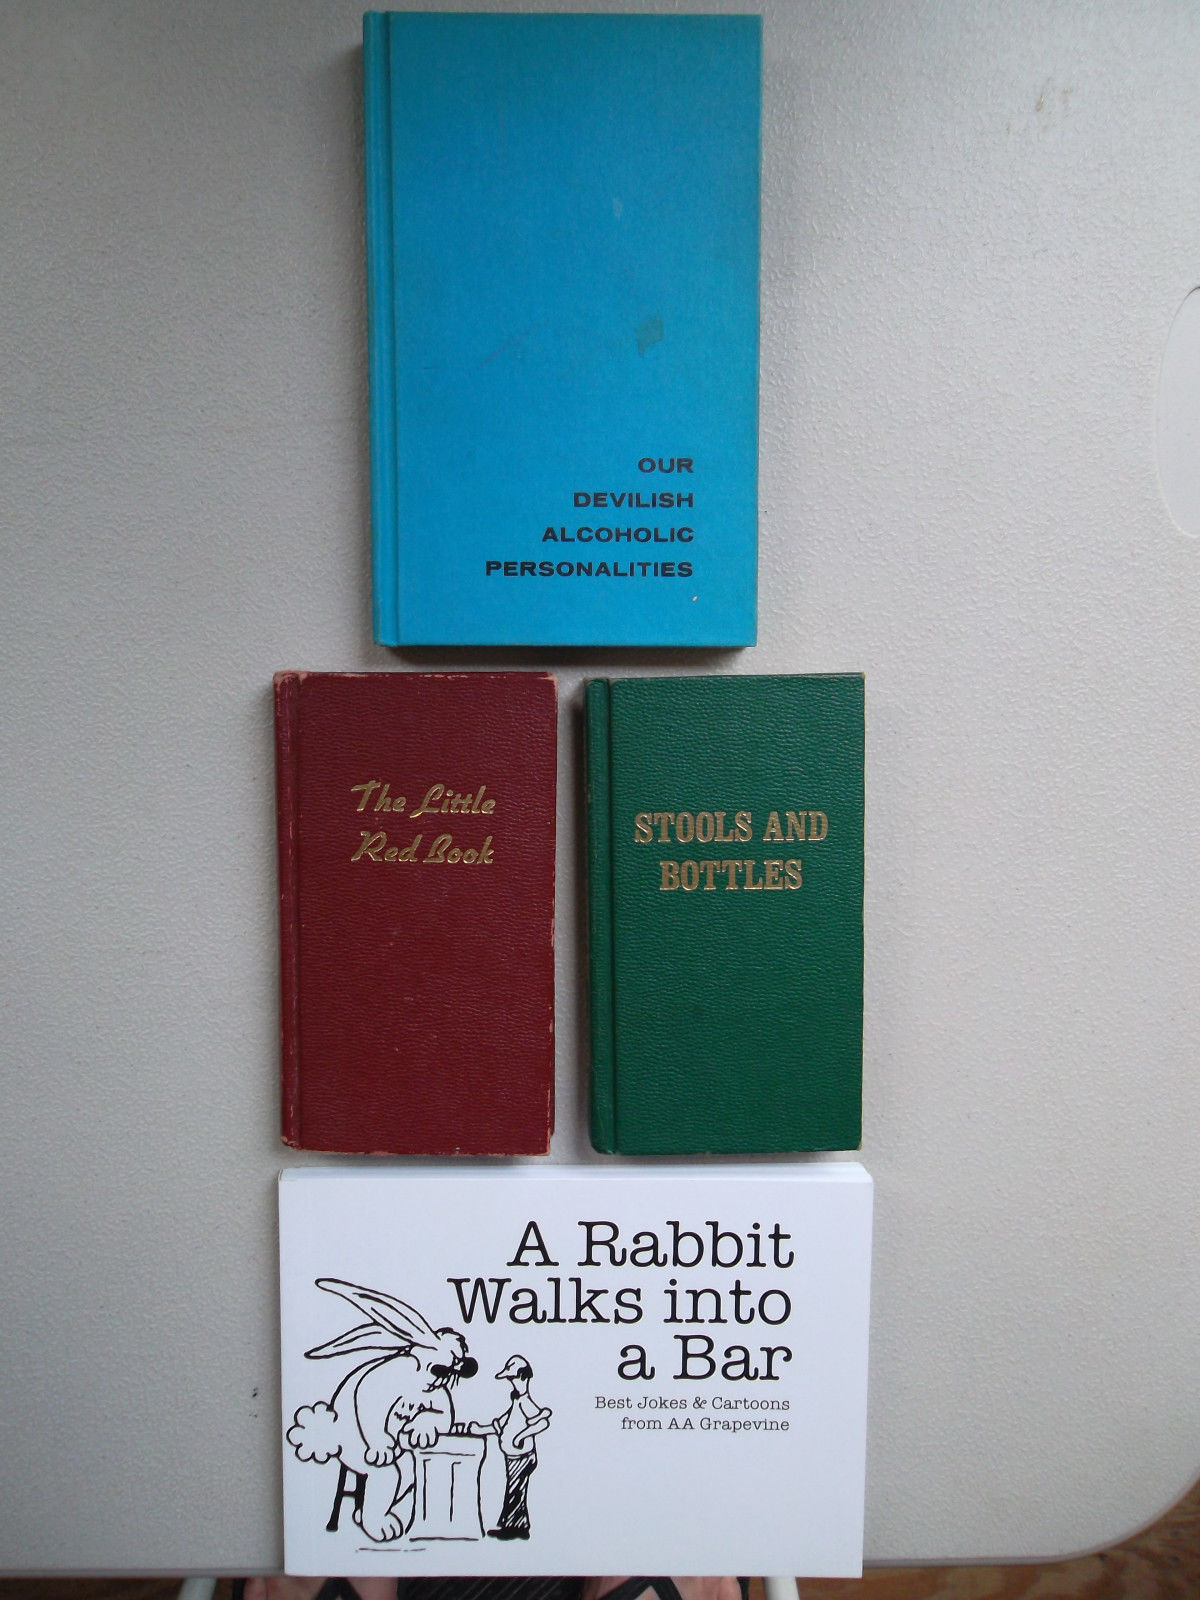 OUR
DEVILISH
ALCOHOLIC
PERSONALITIES
The Little
Red Book
STOOLS AND
BOTTLES
A Rabbit
Walks into
a Bar
Best Jokes & Cartoons
from AA Grapevine